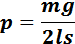 p = mg / 2ls